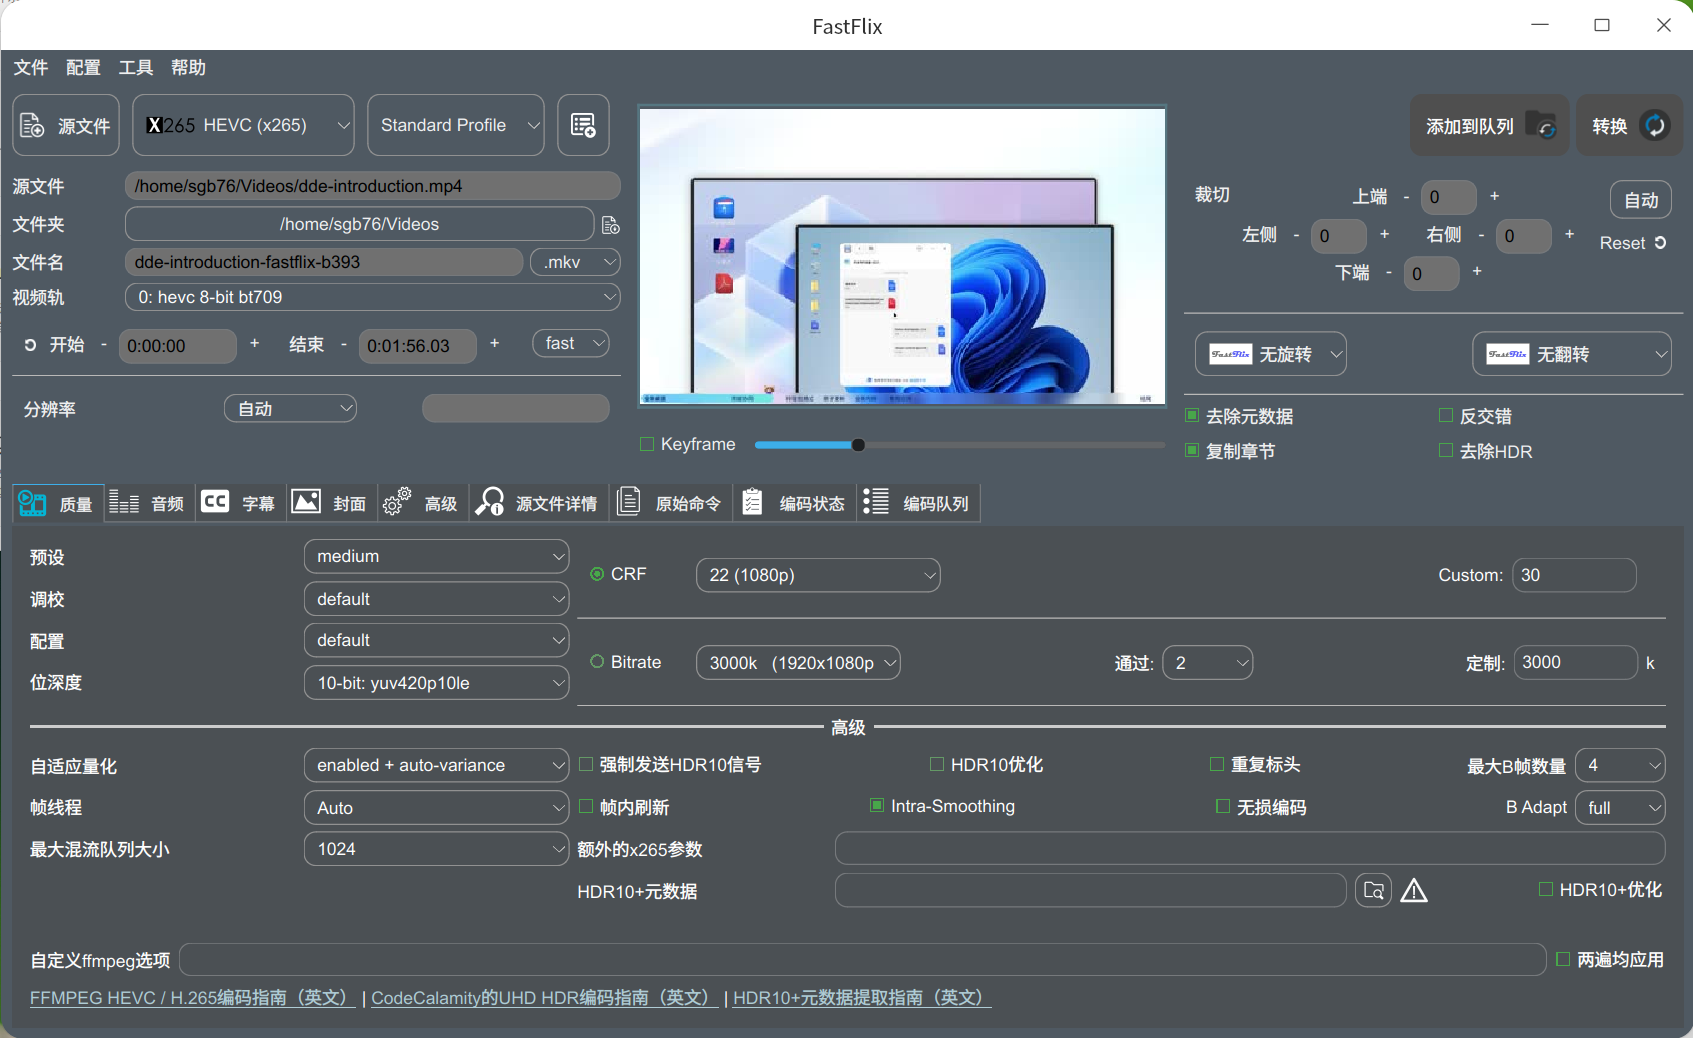 FastFlix
文件 配置 工具 帮助
源文件 X265 HEVC (x265) Standard Profile 添加到队列 转换
源文件 /home/sgb76/Videos/dde-introduction.mp4
文件夹 /home/sgb76/Videos
文件名 dde-introduction-fastflix-b393 .mkv
视频轨 0: hevc 8-bit bt709
开始 - 0:00:00 + 结束 - 0:01:56.03 + fast
分辨率 自动
Keyframe
裁切 上端 - 0 + 自动
左侧 - 0 + 右侧 - 0 + Reset
下端 - 0 +
FastFlix 无旋转 FastFlix 无翻转
去除元数据 反交错
复制章节 去除HDR
质量 音频 CC 字幕 封面 高级 源文件详情 原始命令 编码状态 编码队列
预设 medium
调校 default
配置 default
位深度 10-bit: yuv420p10le
CRF 22 (1080p) Custom: 30
Bitrate 3000k (1920x1080p 通过: 2 定制: 3000 k
高级
自适应量化 enabled + auto-variance 强制发送HDR10信号 HDR10优化 重复标头 最大B帧数量 4
帧线程 Auto 帧内刷新 Intra-Smoothing 无损编码 B Adapt full
最大混流队列大小 1024 额外的x265参数
HDR10+元数据 HDR10+优化
自定义ffmpeg选项 两遍均应用
FFMPEG HEVC / H.265编码指南（英文） | CodeCalamity的UHD HDR编码指南（英文） | HDR10+元数据提取指南（英文）